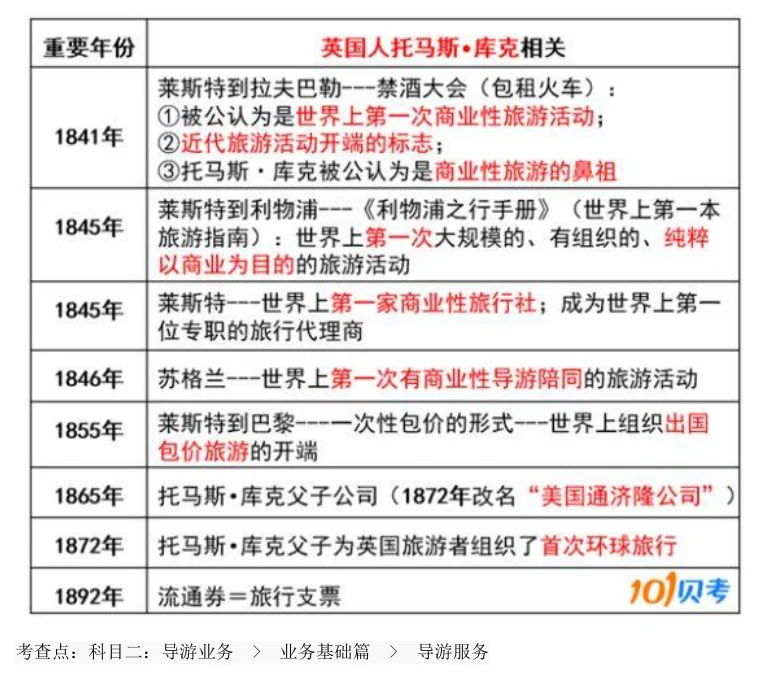 重要年份
英国人托马斯•库克相关
1841年
莱斯特到拉夫巴勒---禁酒大会（包租火车）：
①被公认为是世界上第一次商业性旅游活动；
②近代旅游活动开端的标志；
③托马斯·库克被公认为是商业性旅游的鼻祖
1845年
莱斯特到利物浦---《利物浦之行手册》（世界上第一本
旅游指南）：世界上第一次大规模的、有组织的、纯粹
以商业为目的的旅游活动
1845年
莱斯特---世界上第一家商业性旅行社；成为世界上第一
位专职的旅行代理商
1846年
苏格兰---世界上第一次有商业性导游陪同的旅游活动
1855年
莱斯特到巴黎---一次性包价的形式---世界上组织出国
包价旅游的开端
1865年
托马斯•库克父子公司（1872年改名“美国通济隆公司”）
1872年
托马斯•库克父子为英国旅游者组织了首次环球旅行
1892年
流通券＝旅行支票
101贝考
考查点：科目二：导游业务 > 业务基础篇 > 导游服务